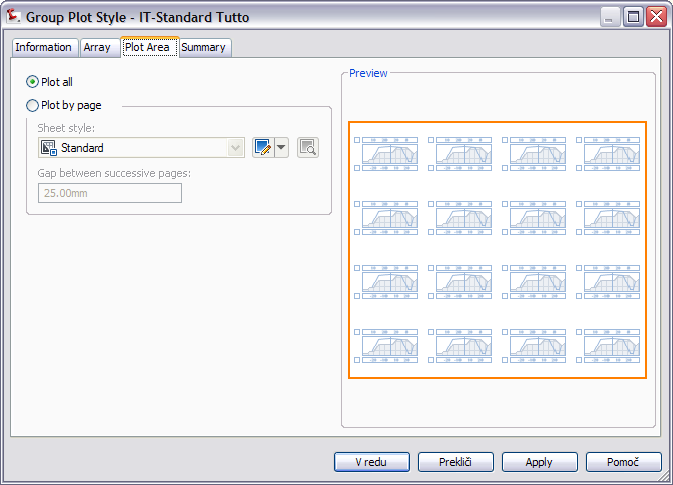 Group Plot Style - IT-Standard Tutto
Information Array Plot Area Summary
Plot all
Plot by page
Sheet style:
Standard
Gap between successive pages:
25.00mm
Preview
V redu Prekliči Apply Pomoč